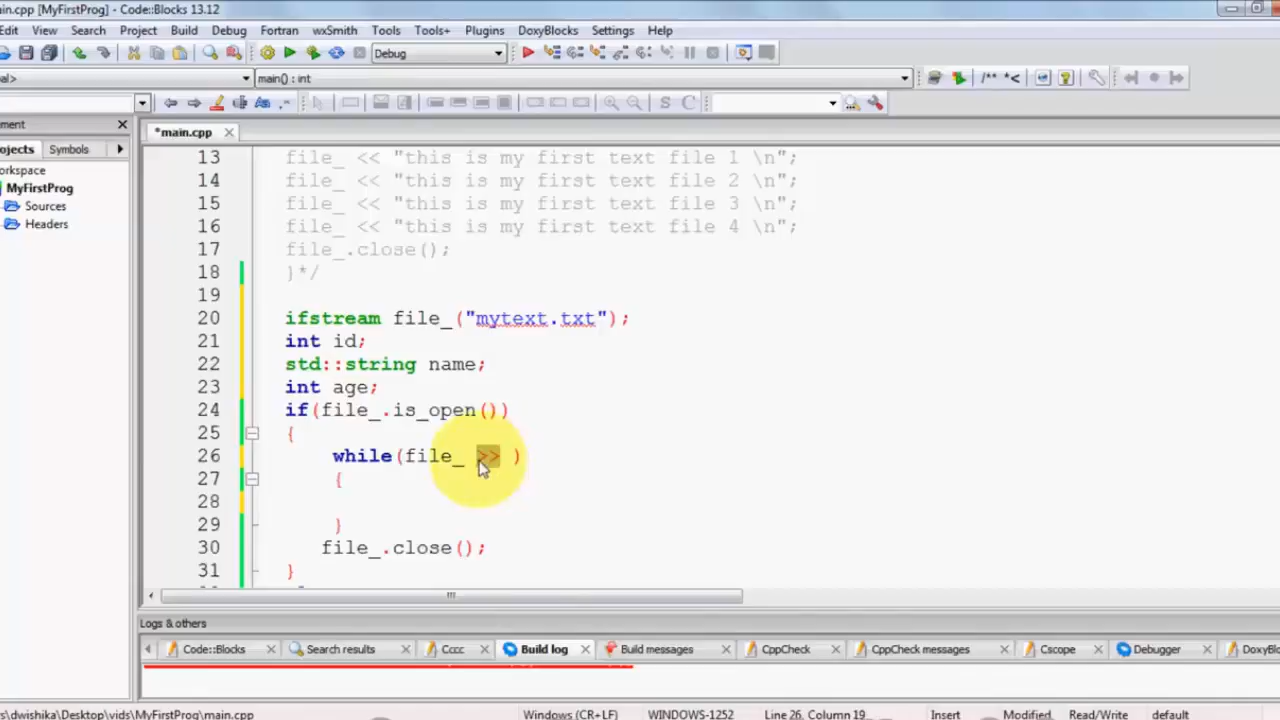 in.cpp [MyFirstProg] - Code::Blocks 13.12
Edit View Search Project Build Debug Fortran wxSmith Tools Tools+ Plugins DoxyBlocks Settings Help
Debug
al> main() : int
/** *<
S C
ment
*main.cpp
ojects Symbols
orkspace
MyFirstProg
Sources
Headers
13 file_ << "this is my first text file 1 \n";
14 file_ << "this is my first text file 2 \n";
15 file_ << "this is my first text file 3 \n";
16 file_ << "this is my first text file 4 \n";
17 file_.close();
18 }*/
19
20 ifstream file_("mytext.txt");
21 int id;
22 std::string name;
23 int age;
24 if(file_.is_open())
25 {
26 while(file_ >> )
27 {
28
29 }
30 file_.close();
31 }
Logs & others
Code::Blocks Search results Cccc Build log Build messages CppCheck CppCheck messages Cscope Debugger DoxyBlo
s\dwishika\Desktop\vids\MyFirstProg\main.cpp Windows (CR+LF) WINDOWS-1252 Line 26, Column 19 Insert Modified Read/Write default